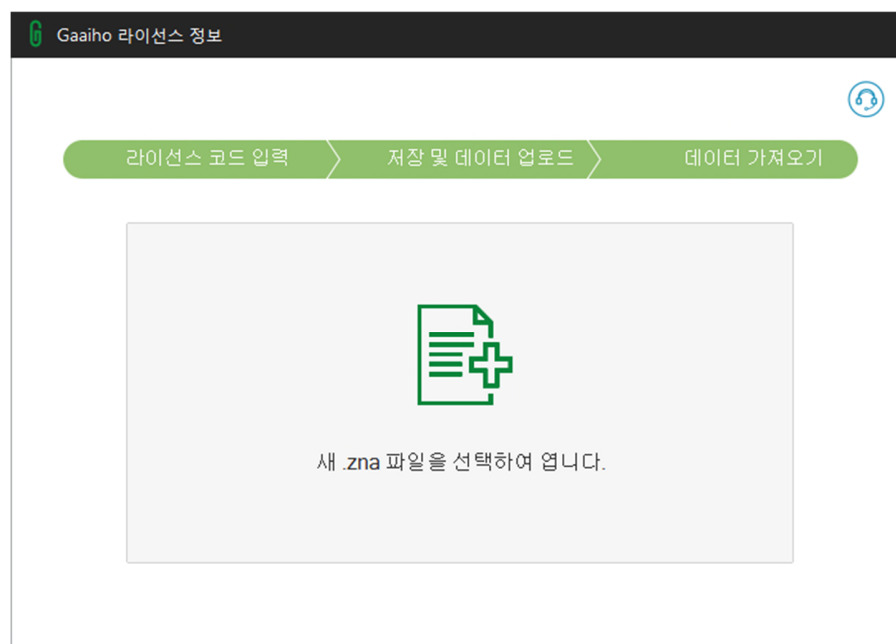 Gaaiho 라이선스 정보
라이선스 코드 입력 저장 및 데이터 업로드 데이터 가져오기
새 .zna 파일을 선택하여 엽니다.